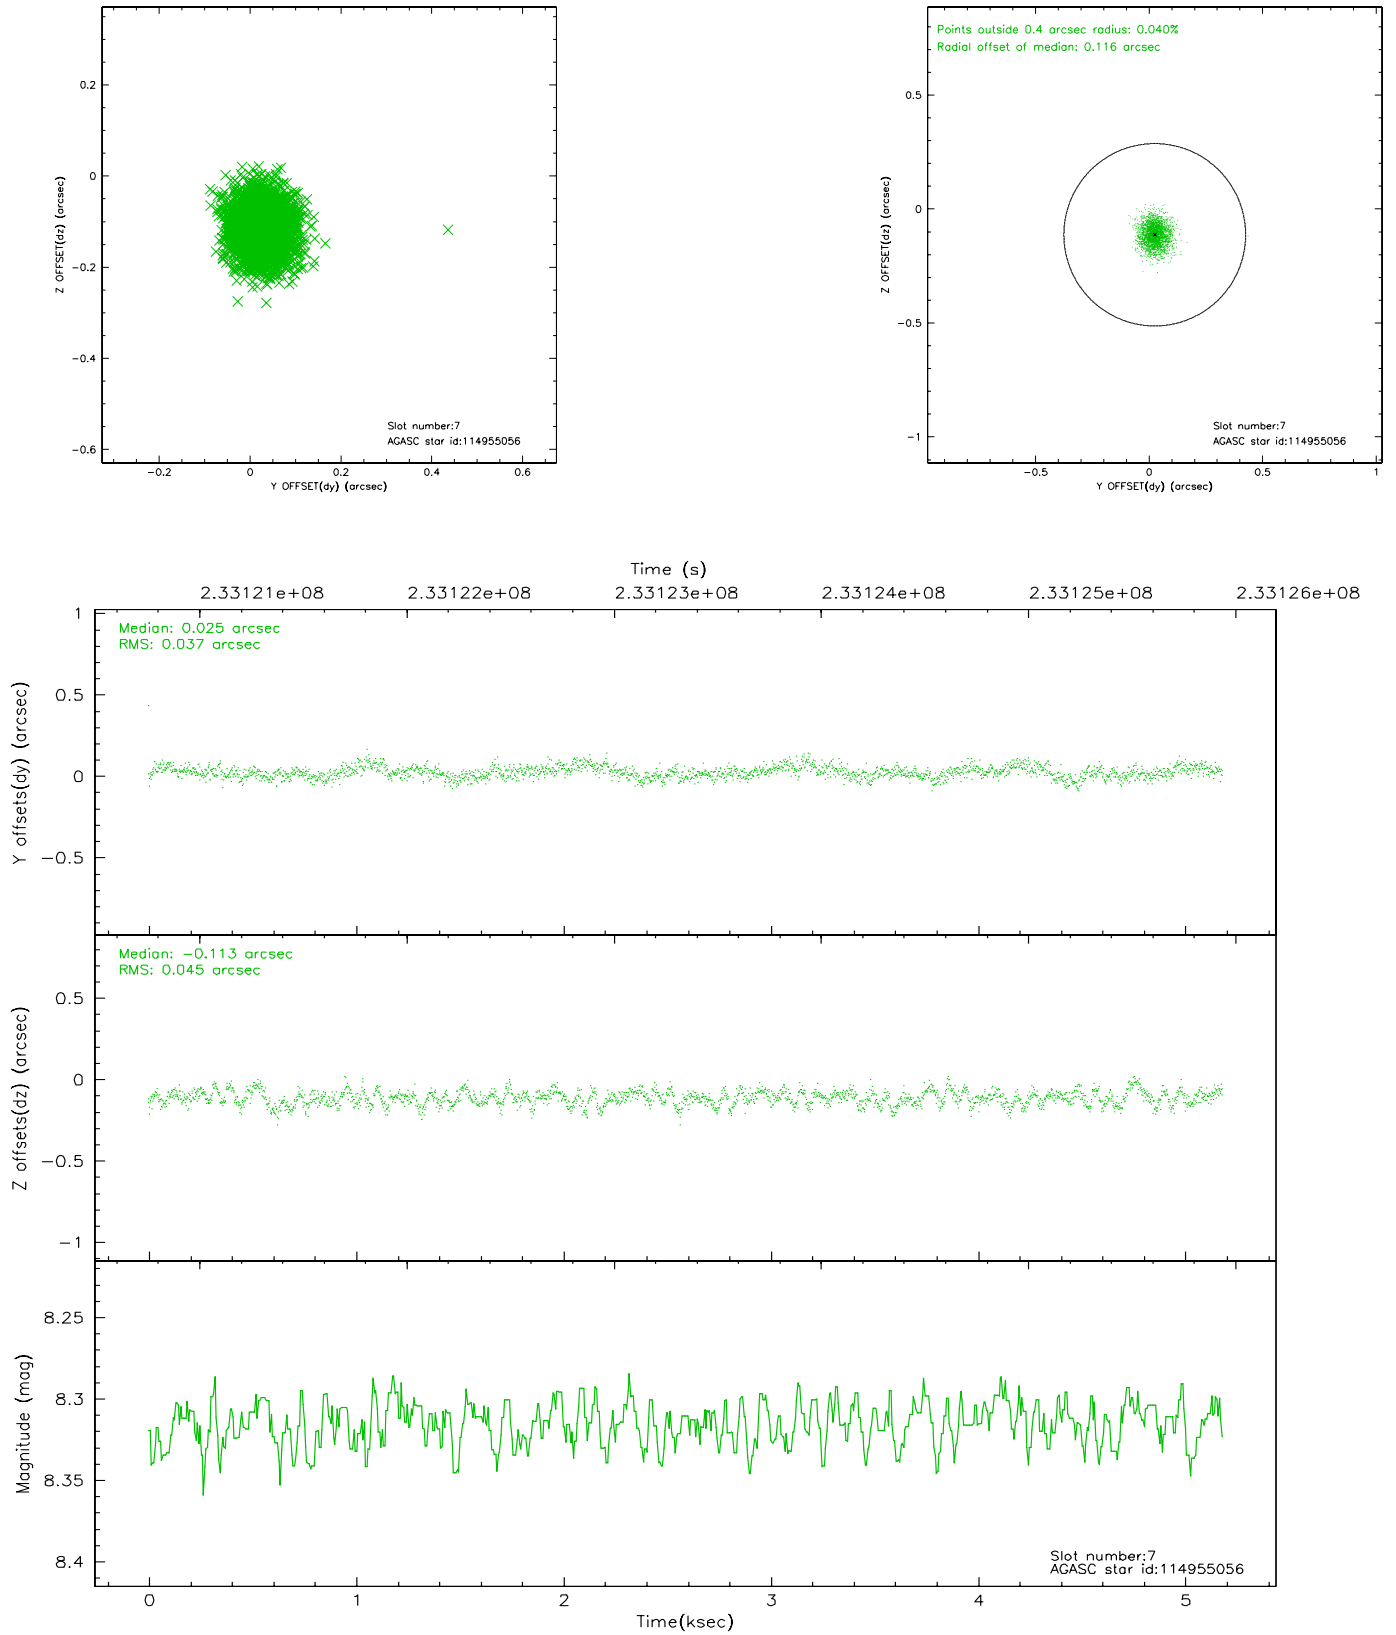 0.2
0
-0.2
-0.4
-0.6
Z OFFSET(dz) (arcsec)
Slot number:7
AGASC star id:114955056
-0.2
0
0.2
0.4
0.6
Y OFFSET(dy) (arcsec)
Points outside 0.4 arcsec radius: 0.040%
Radial offset of median: 0.116 arcsec
0.5
0
-0.5
-1
Z OFFSET(dz) (arcsec)
Slot number:7
AGASC star id:114955056
-0.5
0
0.5
1
Y OFFSET(dy) (arcsec)
Time (s)
2.33121e+08
2.33122e+08
2.33123e+08
2.33124e+08
2.33125e+08
2.33126e+08
Median: 0.025 arcsec
RMS: 0.037 arcsec
1
0.5
0
-0.5
Y offsets(dy) (arcsec)
Median: -0.113 arcsec
RMS: 0.045 arcsec
0.5
0
-0.5
-1
Z offsets(dz) (arcsec)
8.25
8.3
8.35
8.4
Magnitude (mag)
Slot number:7
AGASC star id:114955056
0
1
2
3
4
5
Time(ksec)